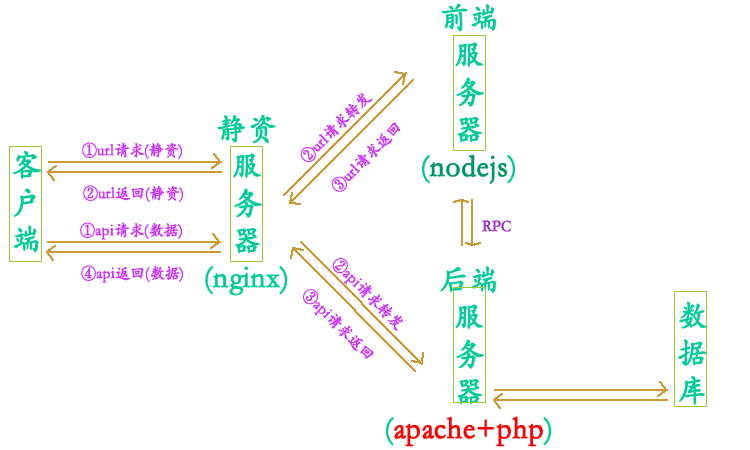 前端
服务器
(nodejs)
静资
服务器
(nginx)
客户端
①url请求(静资)
②url返回(静资)
①api请求(数据)
④api返回(数据)
②url请求转发
③url请求返回
RPC
②api请求转发
③api请求返回
后端
服务器
(apache+php)
数据库